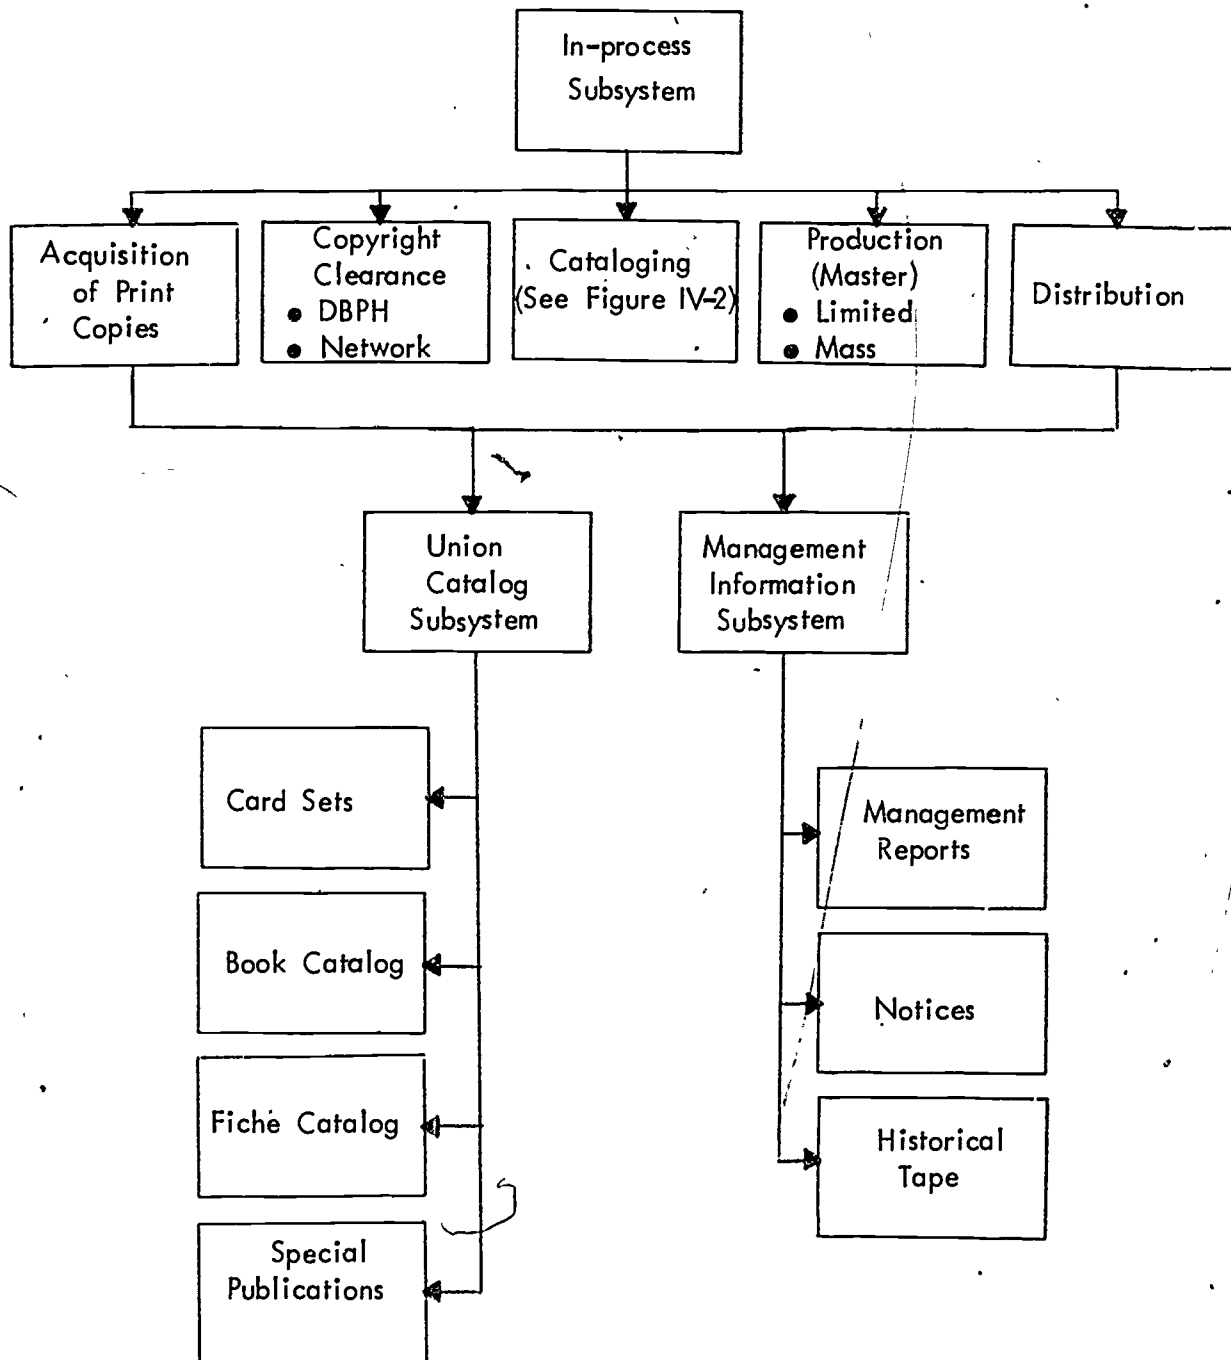 In-process
Subsystem
Acquisition
of Print
Copies
Copyright
Clearance
● DBPH
● Network
Cataloging
(See Figure IV-2)
Production
(Master)
● Limited
● Mass
Distribution
Union
Catalog
Subsystem
Management
Information
Subsystem
Card Sets
Book Catalog
Fiche Catalog
Special
Publications
Management
Reports
Notices
Historical
Tape